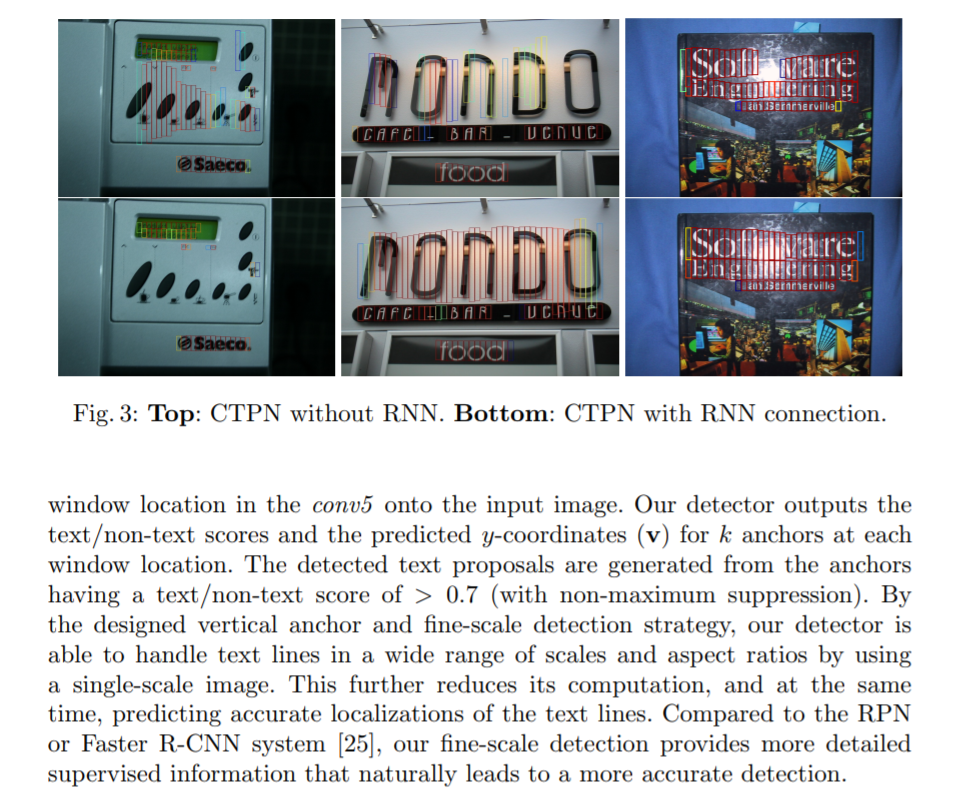 Saeco
MONDO
CAFE - BAR - VENUE
food
Software
Engineering
Ian Sommerville
Saeco
MONDO
CAFE - BAR - VENUE
food
Software
Engineering
Ian Sommerville
Fig. 3: Top: CTPN without RNN. Bottom: CTPN with RNN connection.
window location in the conv5 onto the input image. Our detector outputs the
text/non-text scores and the predicted y-coordinates (v) for k anchors at each
window location. The detected text proposals are generated from the anchors
having a text/non-text score of > 0.7 (with non-maximum suppression). By
the designed vertical anchor and fine-scale detection strategy, our detector is
able to handle text lines in a wide range of scales and aspect ratios by using
a single-scale image. This further reduces its computation, and at the same
time, predicting accurate localizations of the text lines. Compared to the RPN
or Faster R-CNN system [25], our fine-scale detection provides more detailed
supervised information that naturally leads to a more accurate detection.